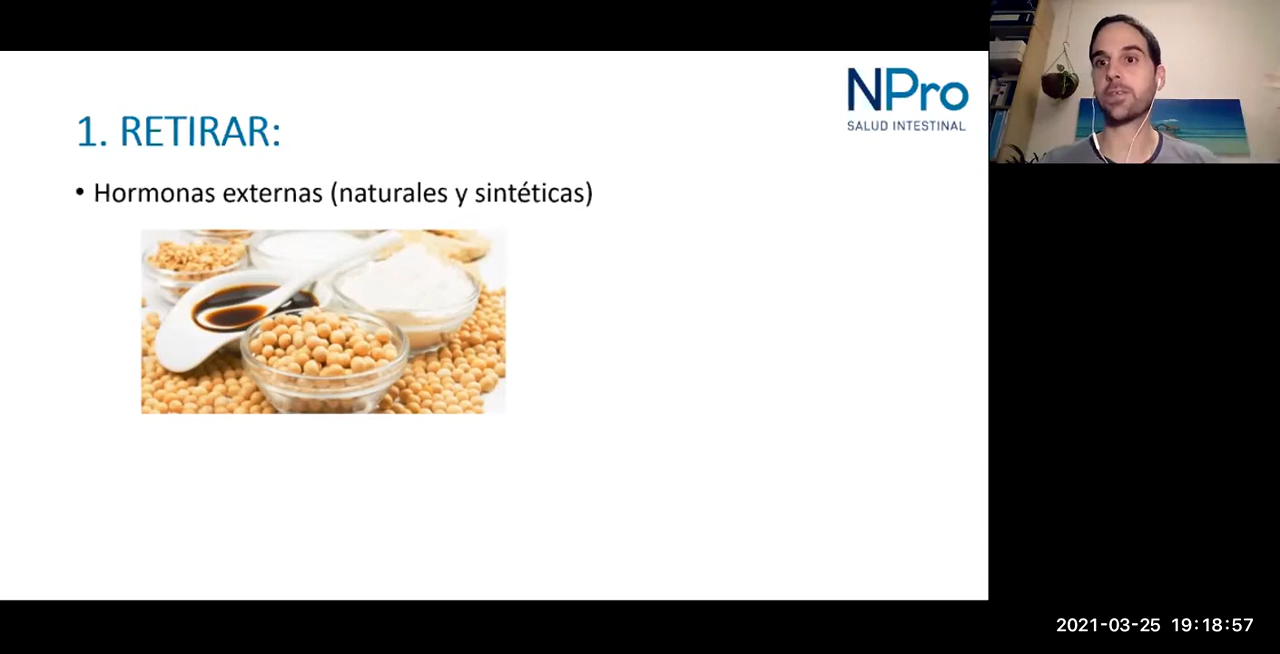 NPro
SALUD INTESTINAL
1. RETIRAR:
• Hormonas externas (naturales y sintéticas)
2021-03-25 19:18:57